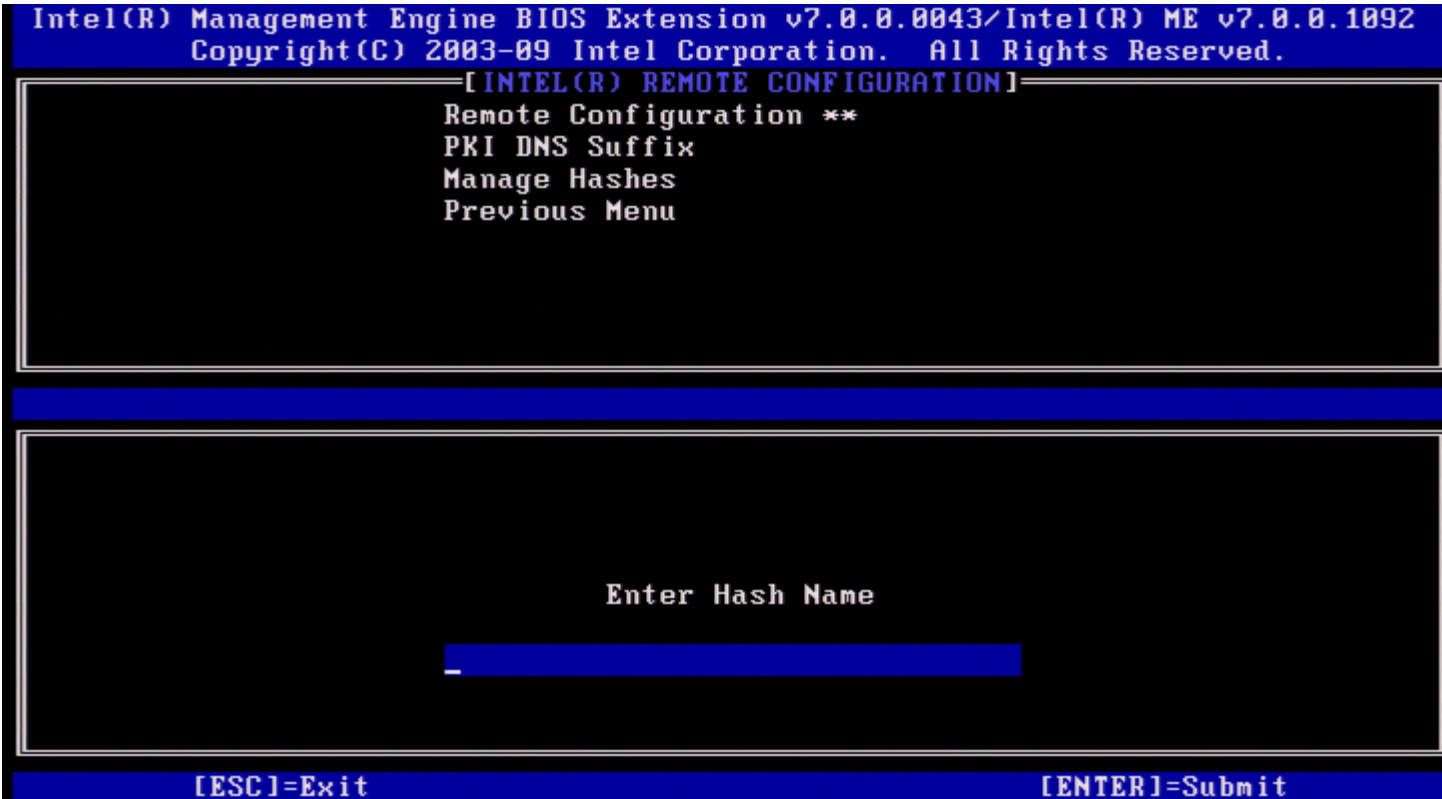 Intel(R) Management Engine BIOS Extension v7.0.0.0043/Intel(R) ME v7.0.0.1092
Copyright(C) 2003-09 Intel Corporation. All Rights Reserved.
[INTEL(R) REMOTE CONFIGURATION]
Remote Configuration **
PKI DNS Suffix
Manage Hashes
Previous Menu
Enter Hash Name
[ESC]=Exit [ENTER]=Submit